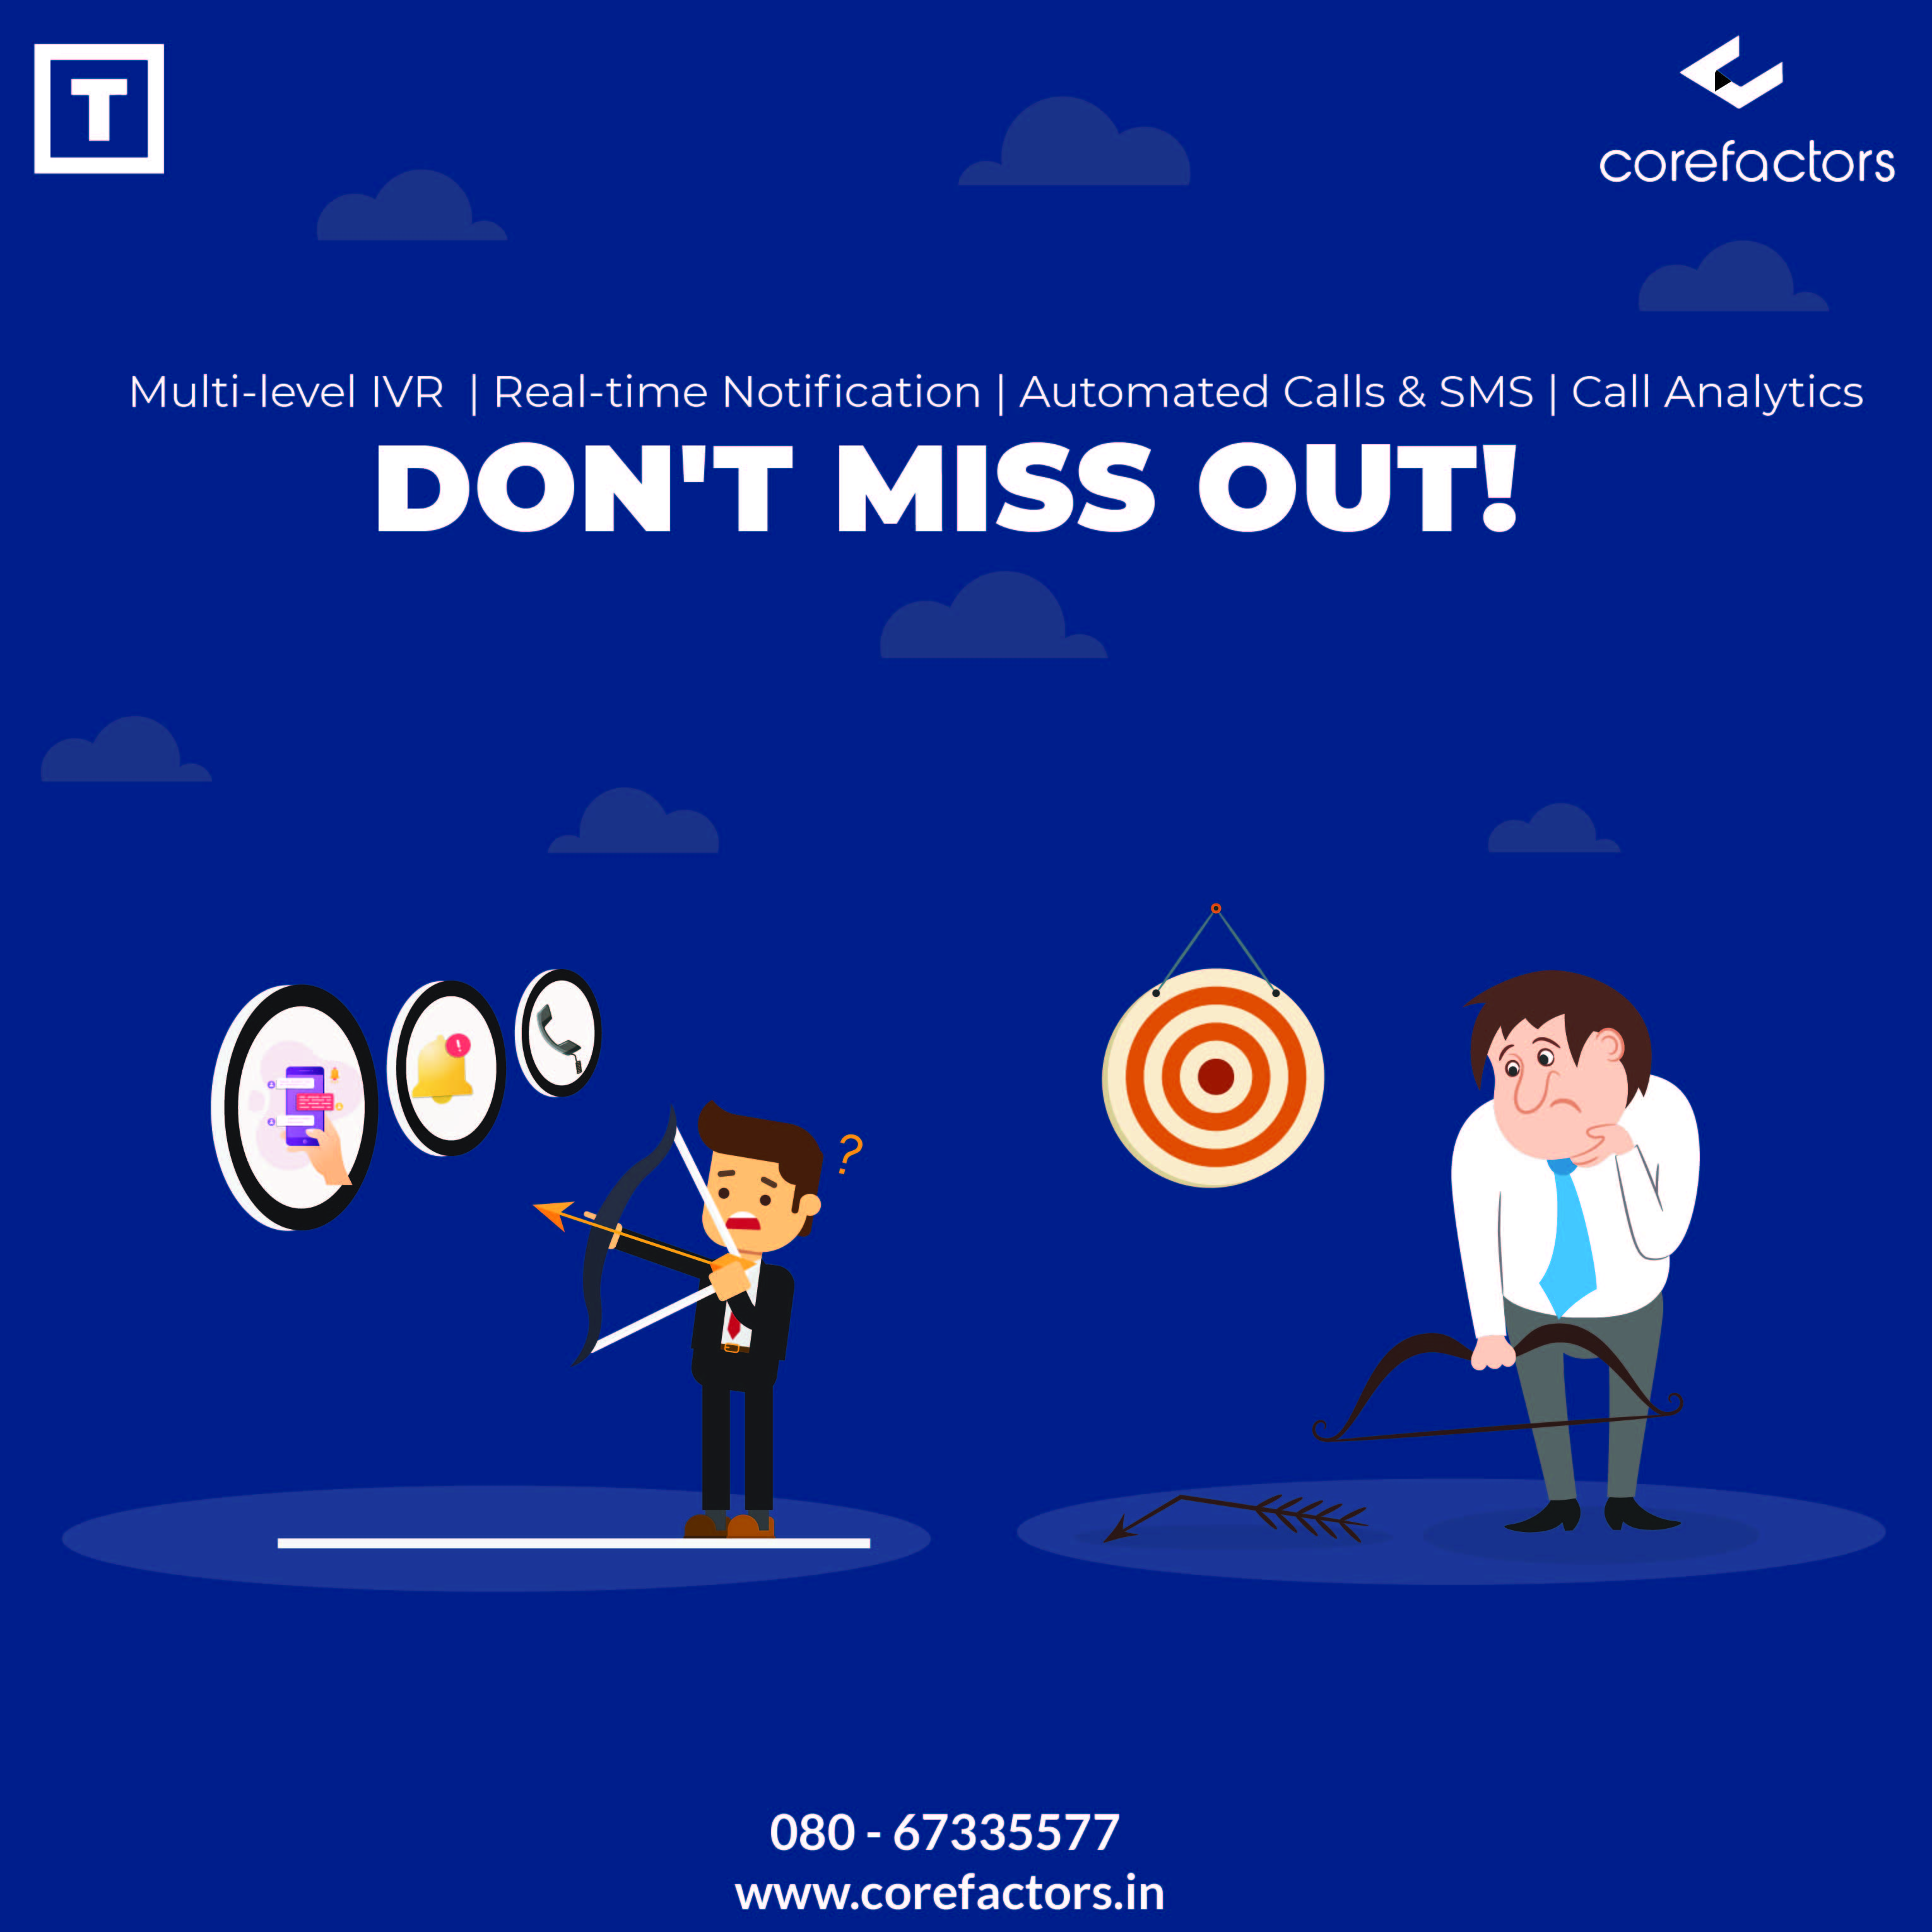 T
corefactors
Multi-level IVR | Real-time Notification | Automated Calls & SMS | Call Analytics
DON'T MISS OUT!
!
?
080 - 67335577
www.corefactors.in